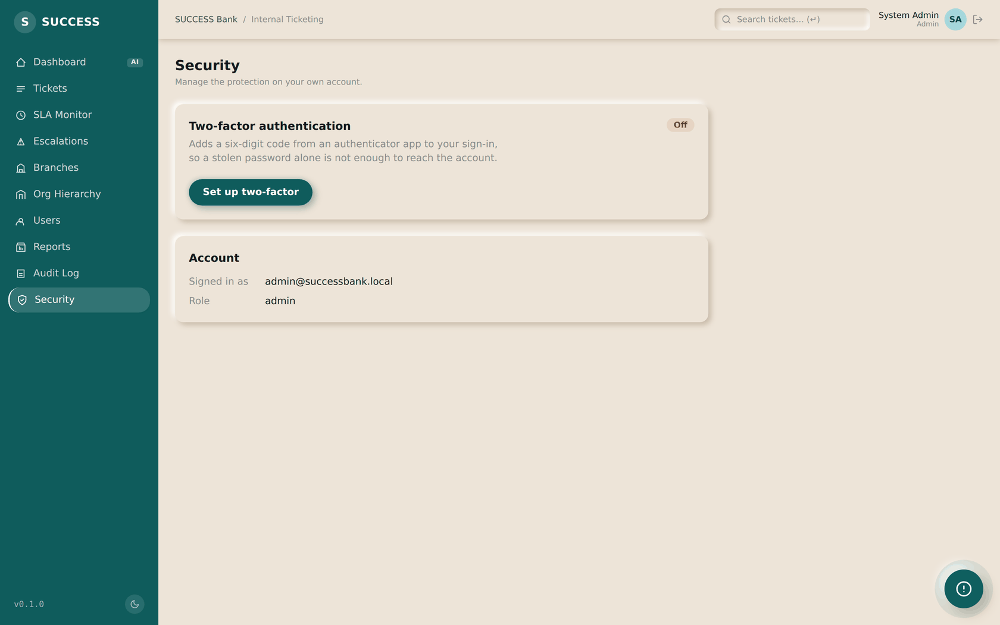 S SUCCESS
Dashboard AI
Tickets
SLA Monitor
Escalations
Branches
Org Hierarchy
Users
Reports
Audit Log
Security
v0.1.0
SUCCESS Bank / Internal Ticketing
Search tickets... (↵)
System Admin
Admin
SA
Security
Manage the protection on your own account.
Two-factor authentication
Off
Adds a six-digit code from an authenticator app to your sign-in,
so a stolen password alone is not enough to reach the account.
Set up two-factor
Account
Signed in as admin@successbank.local
Role admin